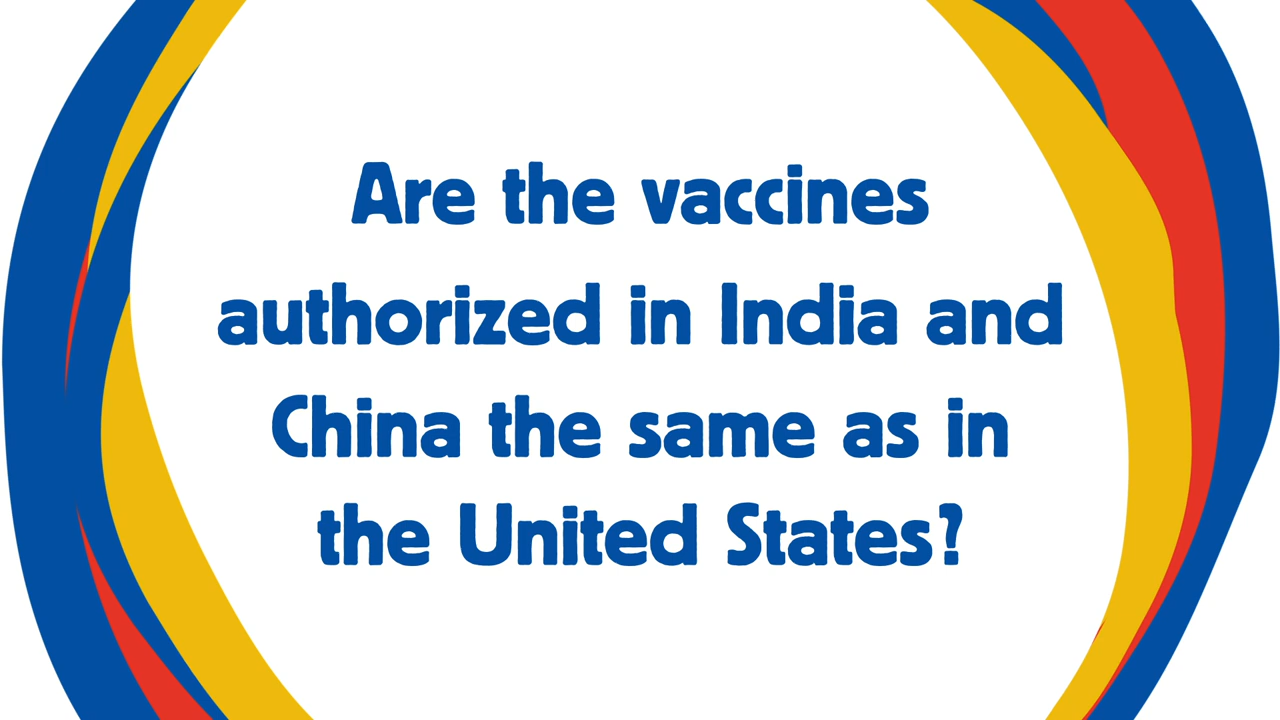 Are the vaccines
authorized in India and
China the same as in
the United States?